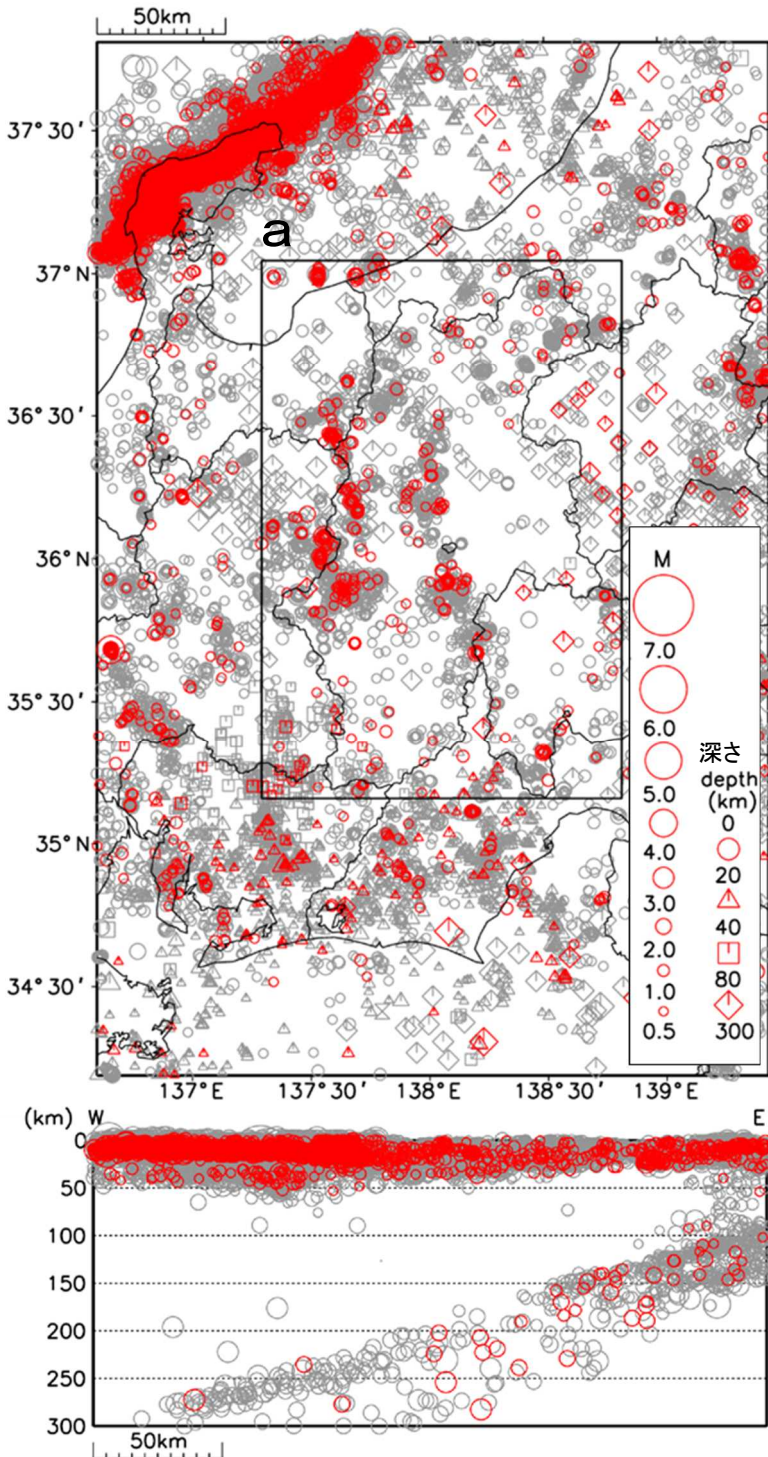 50km
37° 30′
a
37° N
36° 30′
36° N
M
7.0
35° 30′
6.0
深さ
depth
(km)
5.0
0
35° N
4.0
20
3.0
40
2.0
80
34° 30′
1.0
300
0.5
137° E
137° 30′
138° E
138° 30′
139° E
(km) W
E
0
50
100
150
200
250
300
50km